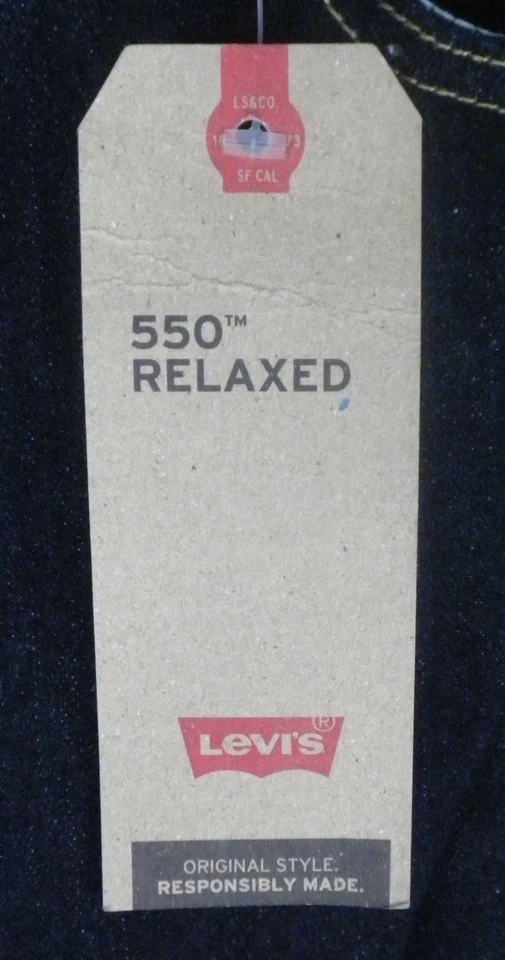 LS&CO.
SF CAL
550™
RELAXED
Levi's®
ORIGINAL STYLE.
RESPONSIBLY MADE.